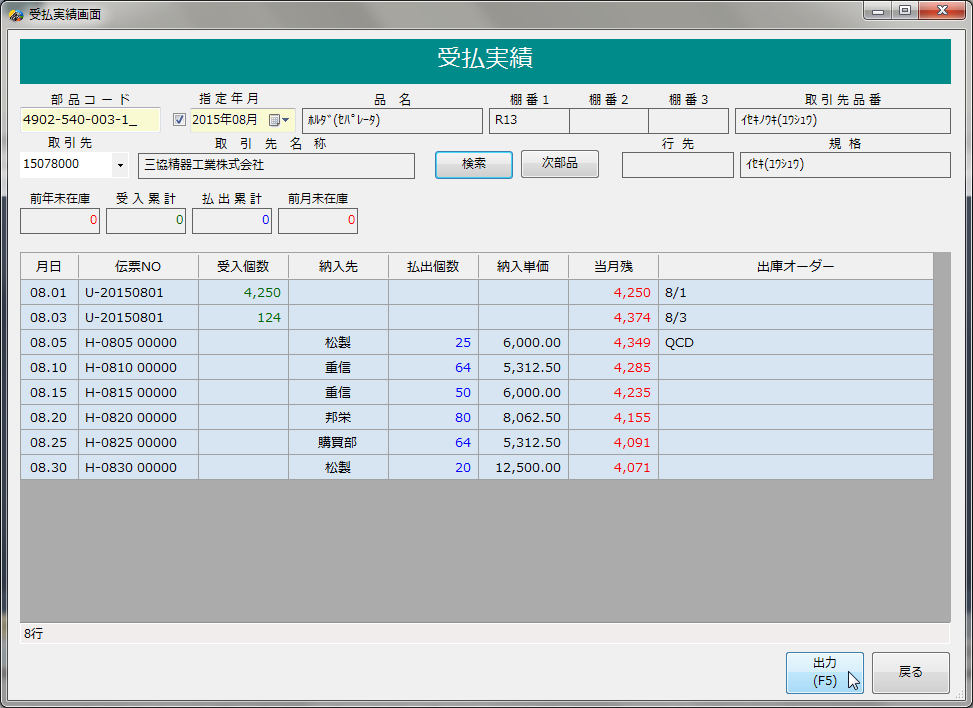 受払実績画面
受払実績
部品コード 指定年月 品 名 棚番1 棚番2 棚番3 取引先品番
4902-540-003-1_ 2015年08月 ﾎﾙﾀﾞ(ｾﾊﾟﾚｰﾀ) R13 ｲｾｷﾉｳｷ(ﾕｳｼｭｳ)
取引先 取 引 先 名 称 行先 規格
15078000 三協精器工業株式会社 検索 次部品 ｲｾｷ(ﾕｳｼｭｳ)
前年未在庫 受入累計 払出累計 前月未在庫
0 0 0 0
月日 伝票NO 受入個数 納入先 払出個数 納入単価 当月残 出庫オーダー
08.01 U-20150801 4,250 4,250 8/1
08.03 U-20150801 124 4,374 8/3
08.05 H-0805 00000 松製 25 6,000.00 4,349 QCD
08.10 H-0810 00000 重信 64 5,312.50 4,285
08.15 H-0815 00000 重信 50 6,000.00 4,235
08.20 H-0820 00000 邦栄 80 8,062.50 4,155
08.25 H-0825 00000 購買部 64 5,312.50 4,091
08.30 H-0830 00000 松製 20 12,500.00 4,071
8行
出力
(F5)
戻る